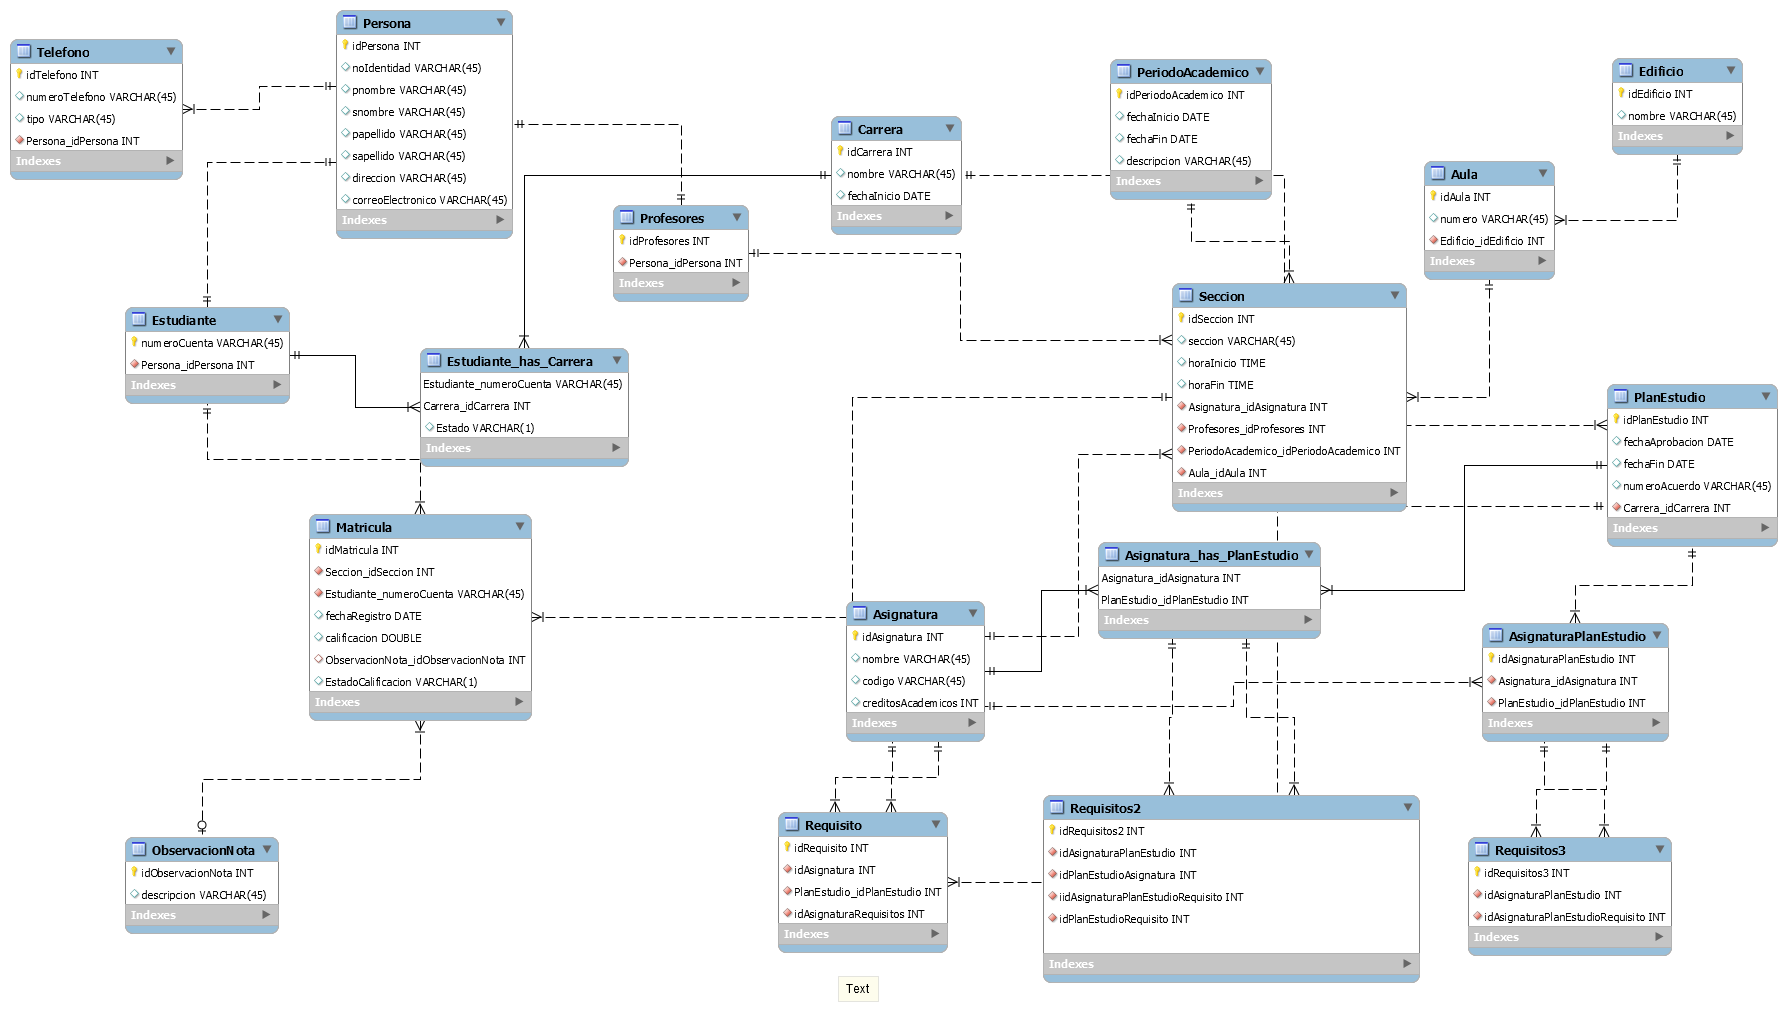 Telefono
idTelefono INT
numeroTelefono VARCHAR(45)
tipo VARCHAR(45)
Persona_idPersona INT
Indexes
Persona
idPersona INT
noIdentidad VARCHAR(45)
pnombre VARCHAR(45)
snombre VARCHAR(45)
papellido VARCHAR(45)
sapellido VARCHAR(45)
direccion VARCHAR(45)
correoElectronico VARCHAR(45)
Indexes
Carrera
idCarrera INT
nombre VARCHAR(45)
fechaInicio DATE
Indexes
PeriodoAcademico
idPeriodoAcademico INT
fechaInicio DATE
fechaFin DATE
descripcion VARCHAR(45)
Indexes
Edificio
idEdificio INT
nombre VARCHAR(45)
Indexes
Aula
idAula INT
numero VARCHAR(45)
Edificio_idEdificio INT
Indexes
Profesores
idProfesores INT
Persona_idPersona INT
Indexes
Estudiante
numeroCuenta VARCHAR(45)
Persona_idPersona INT
Indexes
Estudiante_has_Carrera
Estudiante_numeroCuenta VARCHAR(45)
Carrera_idCarrera INT
Estado VARCHAR(1)
Indexes
Seccion
idSeccion INT
seccion VARCHAR(45)
horaInicio TIME
horaFin TIME
Asignatura_idAsignatura INT
Profesores_idProfesores INT
PeriodoAcademico_idPeriodoAcademico INT
Aula_idAula INT
Indexes
PlanEstudio
idPlanEstudio INT
fechaAprobacion DATE
fechaFin DATE
numeroAcuerdo VARCHAR(45)
Carrera_idCarrera INT
Indexes
Matricula
idMatricula INT
Seccion_idSeccion INT
Estudiante_numeroCuenta VARCHAR(45)
fechaRegistro DATE
calificacion DOUBLE
ObservacionNota_idObservacionNota INT
EstadoCalificacion VARCHAR(1)
Indexes
Asignatura
idAsignatura INT
nombre VARCHAR(45)
codigo VARCHAR(45)
creditosAcademicos INT
Indexes
Asignatura_has_PlanEstudio
Asignatura_idAsignatura INT
PlanEstudio_idPlanEstudio INT
Indexes
AsignaturaPlanEstudio
idAsignaturaPlanEstudio INT
Asignatura_idAsignatura INT
PlanEstudio_idPlanEstudio INT
Indexes
ObservacionNota
idObservacionNota INT
descripcion VARCHAR(45)
Indexes
Requisito
idRequisito INT
idAsignatura INT
PlanEstudio_idPlanEstudio INT
idAsignaturaRequisitos INT
Indexes
Requisitos2
idRequisitos2 INT
idAsignaturaPlanEstudio INT
idPlanEstudioAsignatura INT
iidAsignaturaPlanEstudioRequisito INT
idPlanEstudioRequisito INT
Indexes
Requisitos3
idRequisitos3 INT
idAsignaturaPlanEstudio INT
idAsignaturaPlanEstudioRequisito INT
Indexes
Text